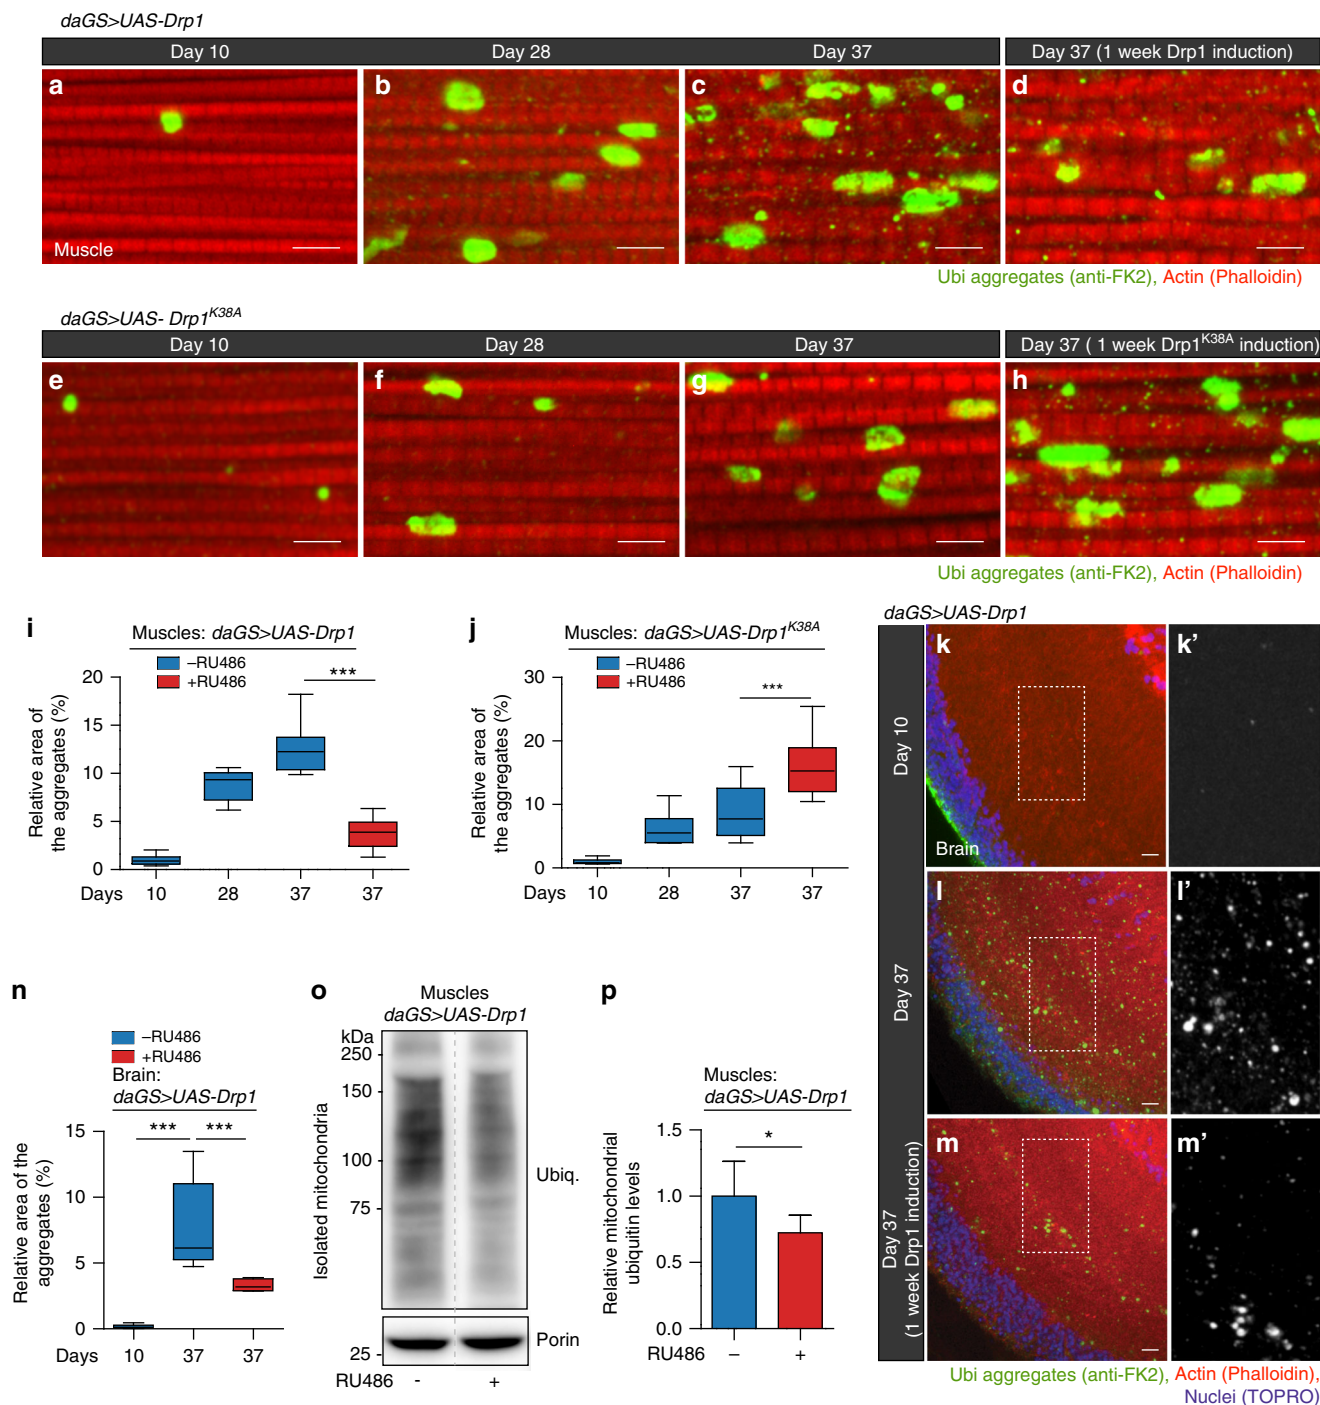 daGS>UAS-Drp1
Day 10
Day 28
Day 37
Day 37 (1 week Drp1 induction)
a
b
c
d
Muscle
Ubi aggregates (anti-FK2), Actin (Phalloidin)
daGS>UAS- Drp1K38A
Day 10
Day 28
Day 37
Day 37 ( 1 week Drp1K38A induction)
e
f
g
h
Ubi aggregates (anti-FK2), Actin (Phalloidin)
i
Muscles: daGS>UAS-Drp1
–RU486
+RU486
***
Relative area of
the aggregates (%)
20
15
10
5
0
Days 10 28 37 37
j
Muscles: daGS>UAS-Drp1K38A
–RU486
+RU486
***
Relative area of
the aggregates (%)
30
20
10
0
Days 10 28 37 37
daGS>UAS-Drp1
Day 10
k
k'
Brain
Day 37
l
l'
Day 37
(1 week Drp1 induction)
m
m'
Ubi aggregates (anti-FK2), Actin (Phalloidin),
Nuclei (TOPRO)
n
–RU486
+RU486
Brain:
daGS>UAS-Drp1
*** ***
Relative area of the
aggregates (%)
15
10
5
0
Days 10 37 37
o
Muscles
daGS>UAS-Drp1
kDa
250
150
100
75
25
Isolated mitochondria
Ubiq.
Porin
RU486 - +
p
Muscles:
daGS>UAS-Drp1
*
Relative mitochondrial
ubiquitin levels
1.5
1.0
0.5
0.0
RU486 – +